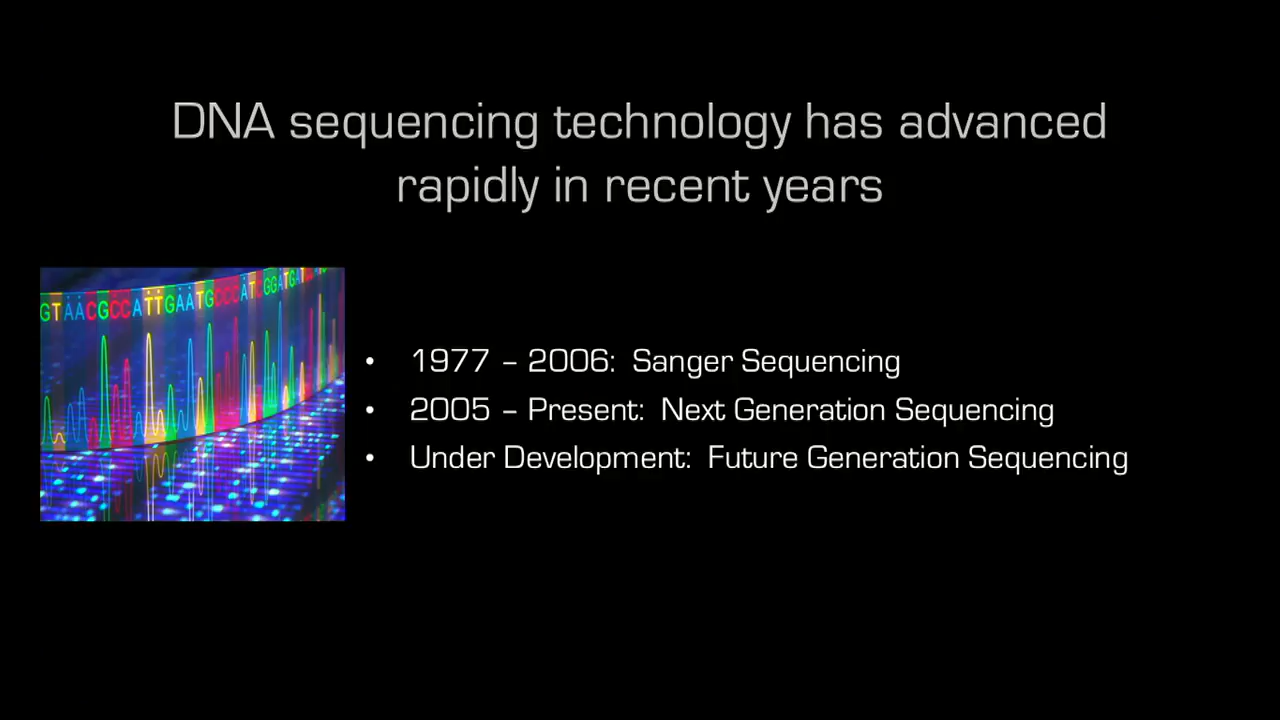 DNA sequencing technology has advanced
rapidly in recent years
GTAACGCCATTGAATGCCCATCGGATGAT
• 1977 – 2006: Sanger Sequencing
• 2005 – Present: Next Generation Sequencing
• Under Development: Future Generation Sequencing